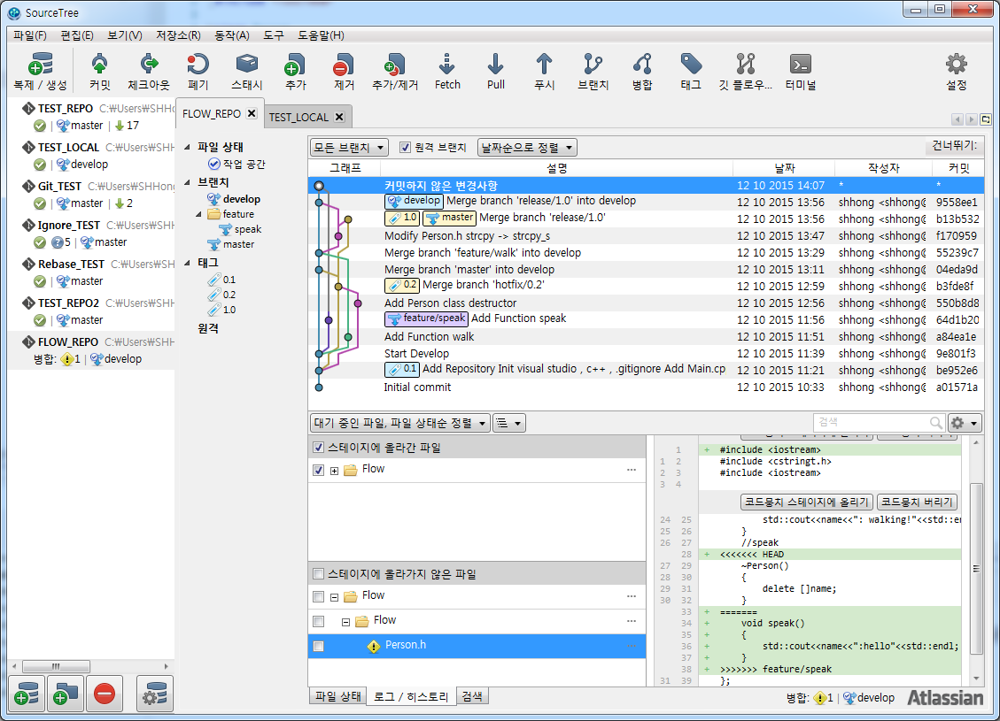 SourceTree
파일(F) 편집(E) 보기(V) 저장소(R) 동작(A) 도구 도움말(H)
복제 / 생성 커밋 체크아웃 폐기 스태시 추가 제거 추가/제거 Fetch Pull 푸시 브랜치 병합 태그 깃 플로우... 터미널 설정
TEST_REPO C:₩Users₩SHH
master 17
TEST_LOCAL C:₩Users₩SHH
develop
Git_TEST C:₩Users₩SHHong
master 2
Ignore_TEST C:₩Users₩SHH
5 master
Rebase_TEST C:₩Users₩SH
master
TEST_REPO2 C:₩Users₩SHH
master
FLOW_REPO C:₩Users₩SHH
병합: 1 develop
FLOW_REPO TEST_LOCAL
파일 상태
작업 공간
브랜치
develop
feature
speak
master
태그
0.1
0.2
1.0
원격
모든 브랜치 원격 브랜치 날짜순으로 정렬 건너뛰기:
그래프 설명 날짜 작성자 커밋
커밋하지 않은 변경사항 12 10 2015 14:07 * *
develop Merge branch 'release/1.0' into develop 12 10 2015 13:56 shhong <shhong@ 9558ee1
1.0 master Merge branch 'release/1.0' 12 10 2015 13:56 shhong <shhong@ b13b532
Modify Person.h strcpy -> strcpy_s 12 10 2015 13:47 shhong <shhong@ f170959
Merge branch 'feature/walk' into develop 12 10 2015 13:29 shhong <shhong@ 55239c7
Merge branch 'master' into develop 12 10 2015 13:11 shhong <shhong@ 04eda9d
0.2 Merge branch 'hotfix/0.2' 12 10 2015 12:59 shhong <shhong@ b3fde8f
Add Person class destructor 12 10 2015 12:56 shhong <shhong@ 550b8d8
feature/speak Add Function speak 12 10 2015 11:56 shhong <shhong@ 64d1b20
Add Function walk 12 10 2015 11:51 shhong <shhong@ a84ea1e
Start Develop 12 10 2015 11:39 shhong <shhong@ 9e801f3
0.1 Add Repository Init visual studio , c++ , .gitignore Add Main.cp 12 10 2015 11:21 shhong <shhong@ be952e6
Initial commit 12 10 2015 10:33 shhong <shhong@ a01571a
대기 중인 파일, 파일 상태순 정렬 검색
스테이지에 올라간 파일
Flow ...
스테이지에 올라가지 않은 파일
Flow ...
Flow ...
Person.h ...
1 + #include <iostream>
1 2 #include <cstringt.h>
2 3 #include <iostream>
3 4
코드뭉치 스테이지에 올리기 코드뭉치 버리기
24 25 std::cout<<name<<": walking!"<<std::en
25 26 }
26 27 //speak
28 + <<<<<<< HEAD
27 29 ~Person()
28 30 {
29 31 delete []name;
30 32 }
33 + =======
34 + void speak()
35 + {
36 + std::cout<<name<<":hello"<<std::endl;
37 + }
38 + >>>>>>> feature/speak
31 39 };
파일 상태 로그 / 히스토리 검색
병합: 1 develop Atlassian